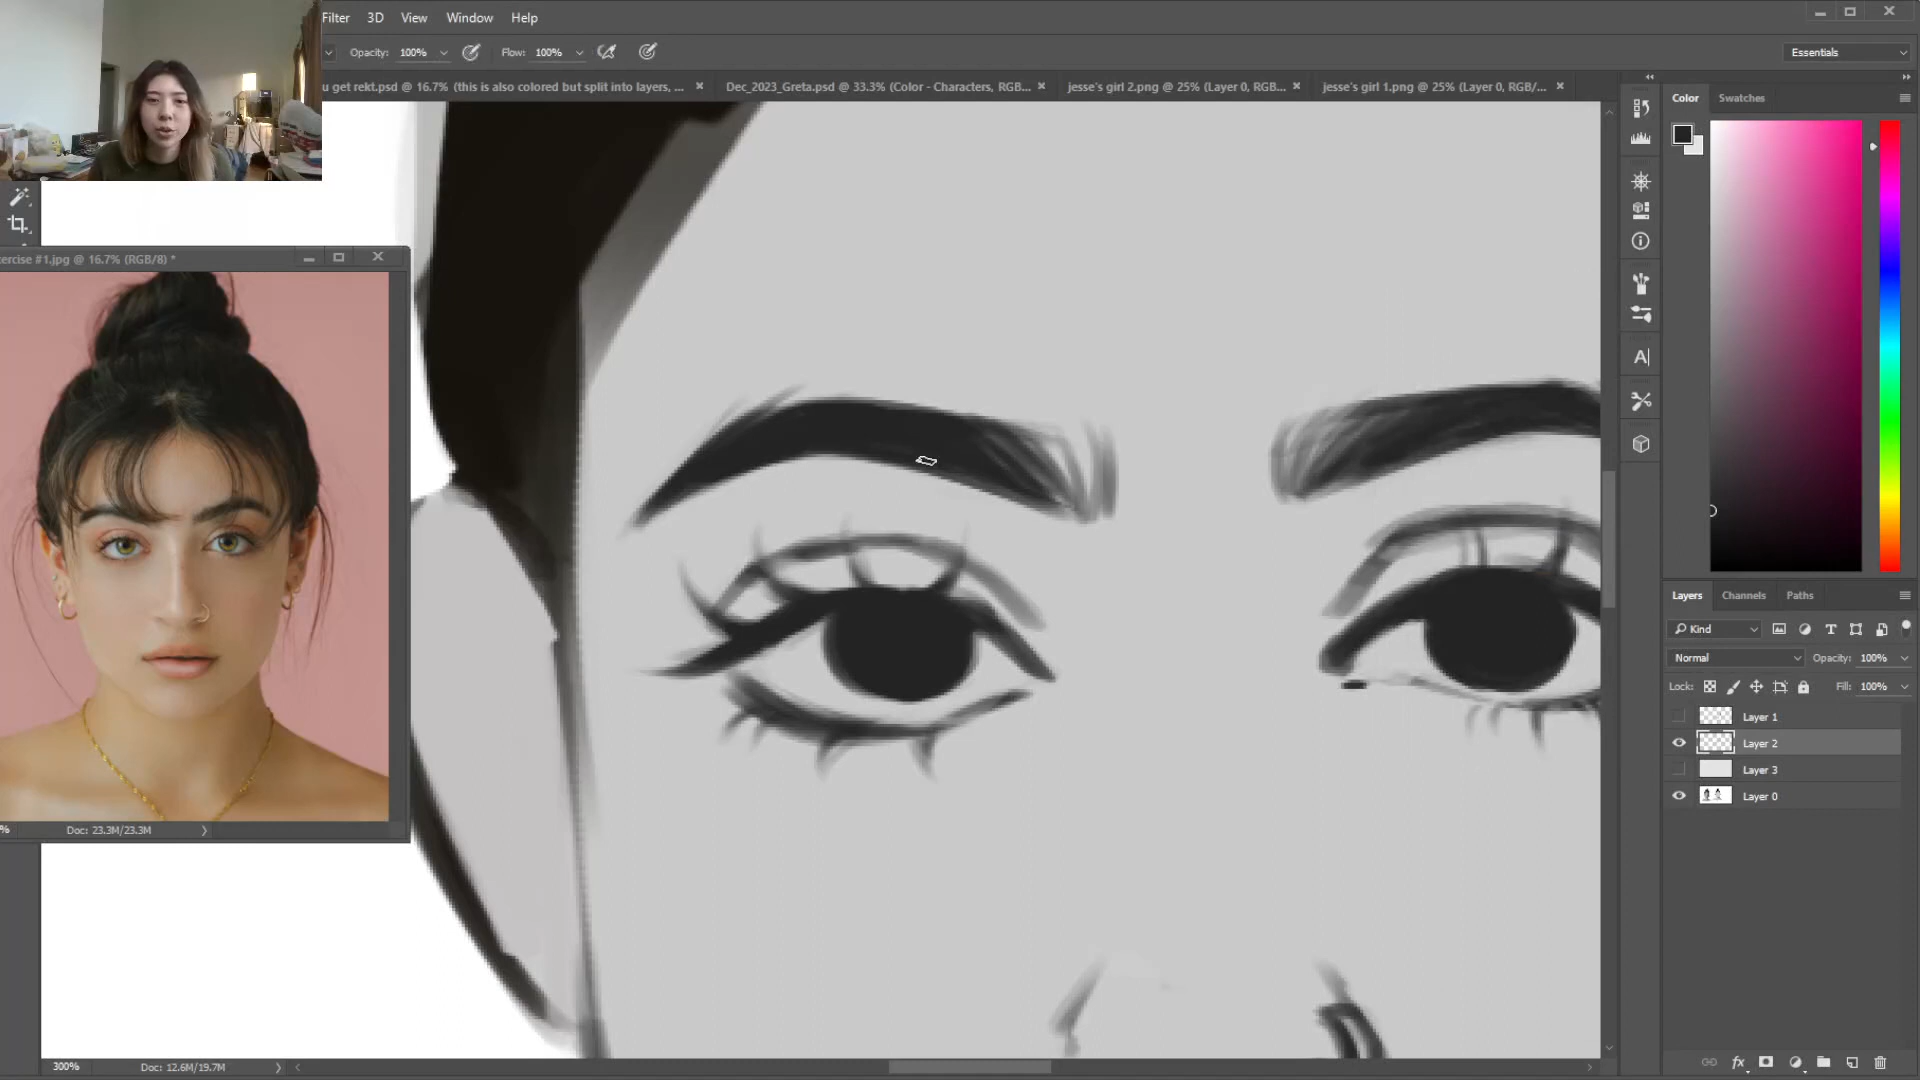 Filter 3D View Window Help
Opacity: 100% Flow: 100% Essentials
u get rekt.psd @ 16.7% (this is also colored but split into layers, ... Dec_2023_Greta.psd @ 33.3% (Color - Characters, RGB... jesse's girl 2.png @ 25% (Layer 0, RGB... jesse's girl 1.png @ 25% (Layer 0, RGB/...
Color Swatches
ercise #1.jpg @ 16.7% (RGB/8) *
A|
% Doc: 23.3M/23.3M
Layers Channels Paths
Kind
Normal Opacity: 100%
Lock: Fill: 100%
Layer 1
Layer 2
Layer 3
Layer 0
300% Doc: 12.6M/19.7M
fx